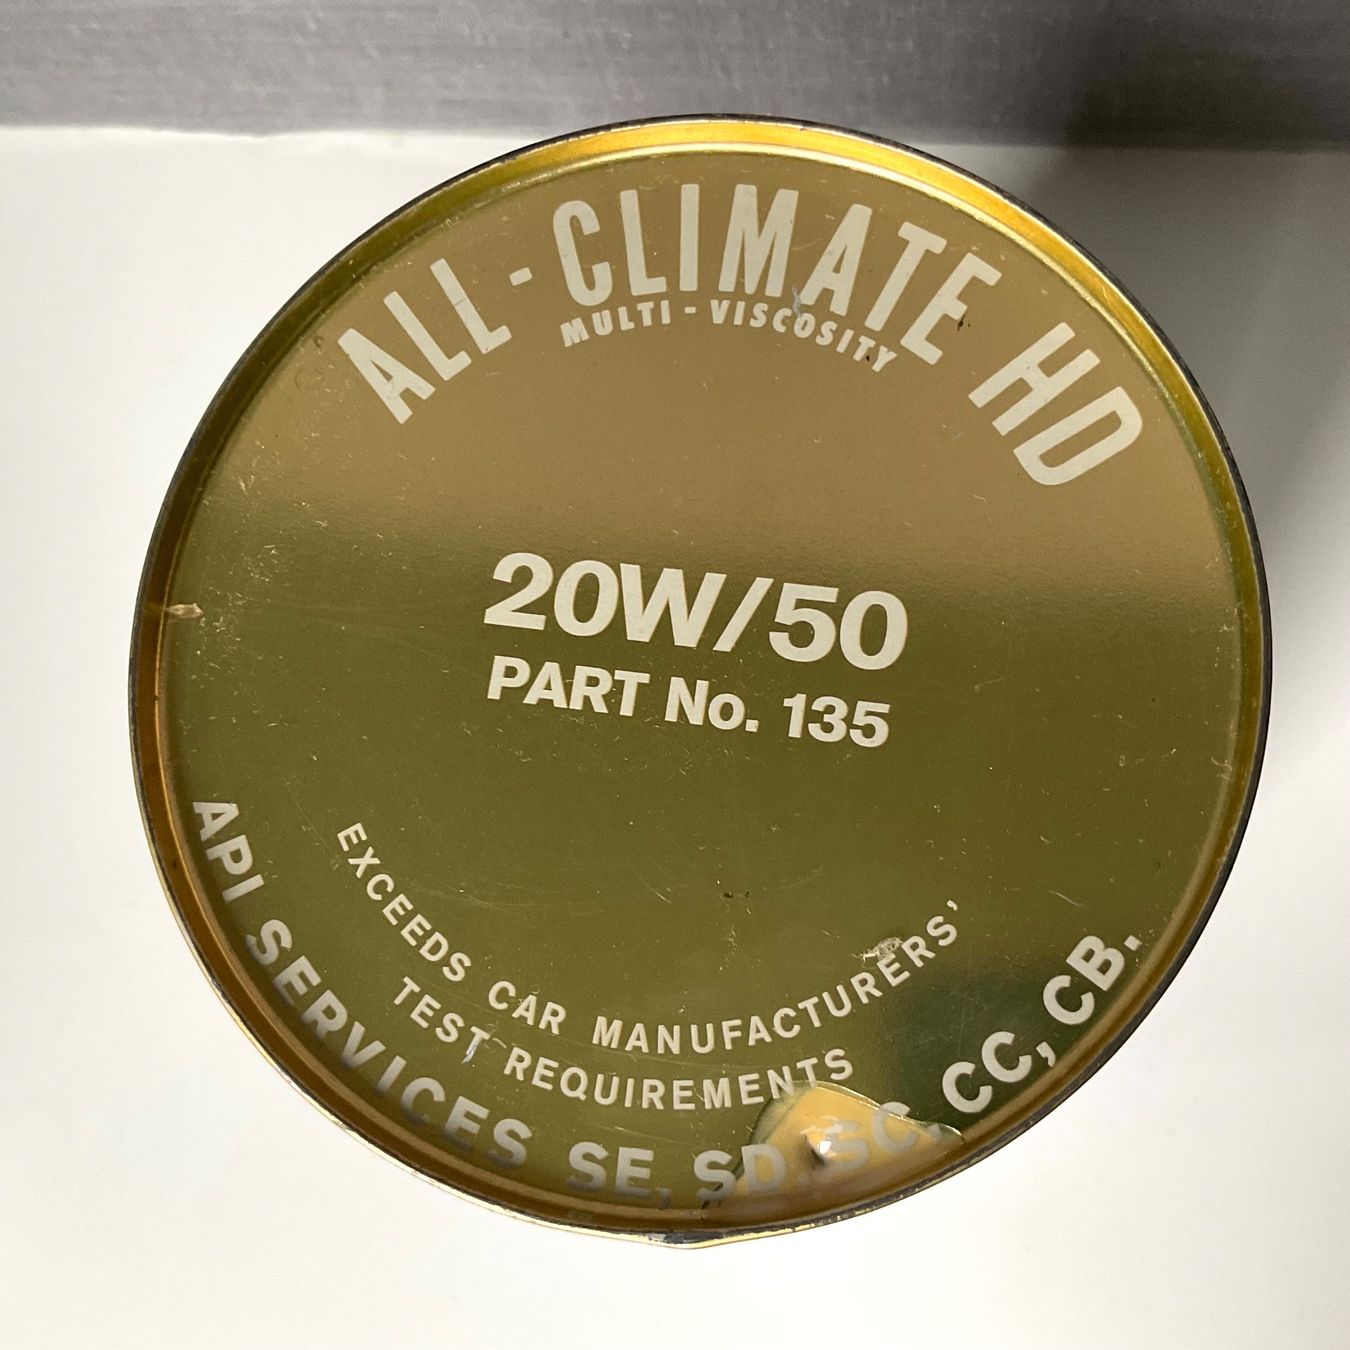 ALL-CLIMATE HD
MULTI-VISCOSITY
20W/50
PART No. 135
EXCEEDS CAR MANUFACTURERS'
TEST REQUIREMENTS
API SERVICES SE, SD, SC, CC, CB.